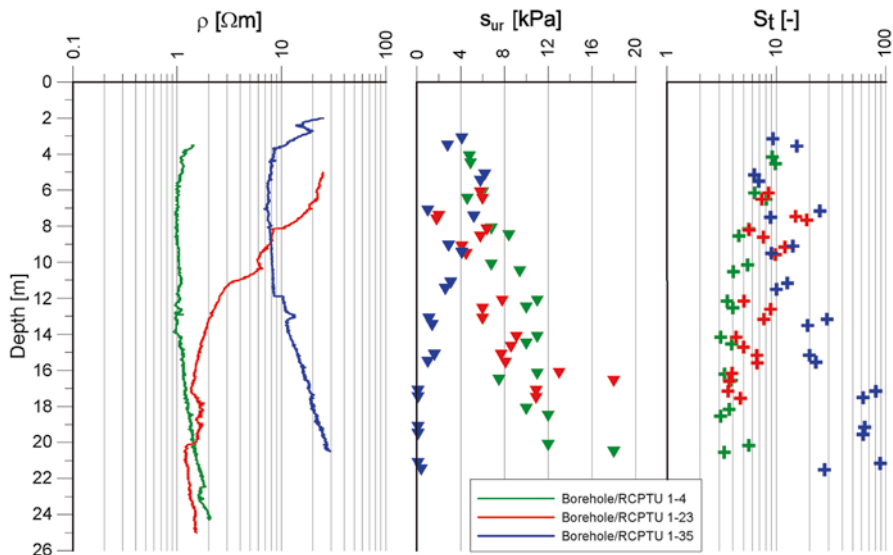 ρ [Ωm]
s_ur [kPa]
S_t [-]
0.1 1 10 100
0 4 8 12 16 20
1 10 100
Depth [m]
0
2
4
6
8
10
12
14
16
18
20
22
24
26
Borehole/RCPTU 1-4
Borehole/RCPTU 1-23
Borehole/RCPTU 1-35